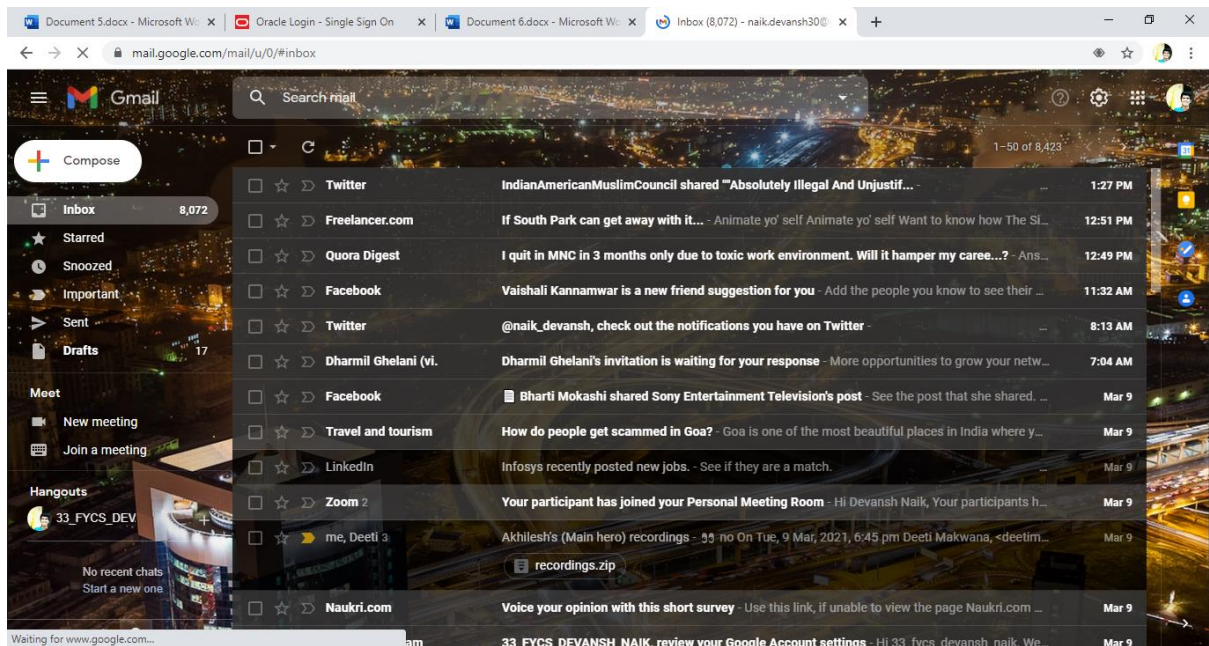 Document 5.docx - Microsoft Wo
Oracle Login - Single Sign On
Document 6.docx - Microsoft Wo
Inbox (8,072) - naik.devansh30@
mail.google.com/mail/u/0/#inbox
Gmail
Search mail
Compose
1–50 of 8,423
31
Inbox 8,072
Starred
Snoozed
Important
Sent
Drafts 17
Meet
New meeting
Join a meeting
Hangouts
33_FYCS_DEV
No recent chats
Start a new one
Twitter IndianAmericanMuslimCouncil shared "“Absolutely Illegal And Unjustif... - ... 1:27 PM
Freelancer.com If South Park can get away with it... - Animate yo' self Animate yo' self Want to know how The Si... 12:51 PM
Quora Digest I quit in MNC in 3 months only due to toxic work environment. Will it hamper my caree...? - Ans... 12:49 PM
Facebook Vaishali Kannamwar is a new friend suggestion for you - Add the people you know to see their ... 11:32 AM
Twitter @naik_devansh, check out the notifications you have on Twitter - ... 8:13 AM
Dharmil Ghelani (vi. Dharmil Ghelani's invitation is waiting for your response - More opportunities to grow your netw... 7:04 AM
Facebook Bharti Mokashi shared Sony Entertainment Television's post - See the post that she shared. ... Mar 9
Travel and tourism How do people get scammed in Goa? - Goa is one of the most beautiful places in India where y... Mar 9
LinkedIn Infosys recently posted new jobs. - See if they are a match. ... Mar 9
Zoom 2 Your participant has joined your Personal Meeting Room - Hi Devansh Naik, Your participants h... Mar 9
me, Deeti 3 Akhilesh's (Main hero) recordings - no On Tue, 9 Mar, 2021, 6:45 pm Deeti Makwana, <deetim... Mar 9
recordings.zip
Naukri.com Voice your opinion with this short survey - Use this link, if unable to view the page Naukri.com ... Mar 9
am 33_FYCS_DEVANSH_NAIK, review your Google Account settings - Hi 33_fycs_devansh_naik, We... Mar 9
Waiting for www.google.com...